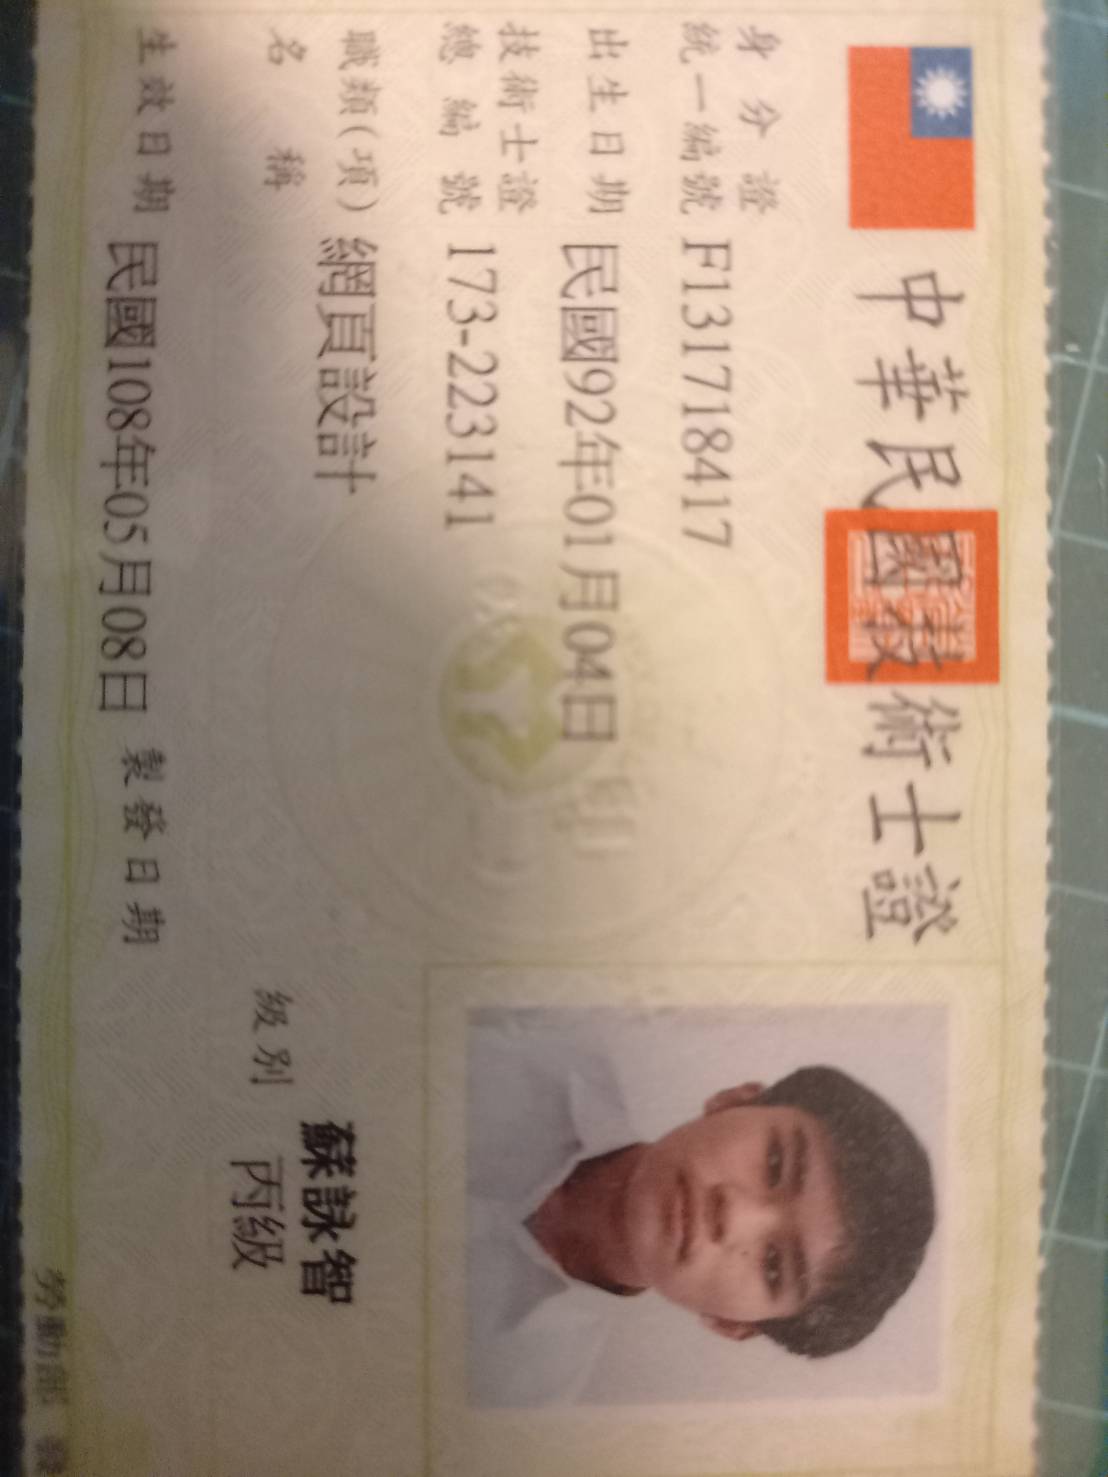 中華民國技術士證
身分證
統一編號 F131718417
出生日期 民國92年01月04日
技術士證
總編號 173-223141
職類(項)
名稱 網頁設計
生效日期 民國108年05月08日 製發日期
蘇詠智
級別 丙級
勞動部